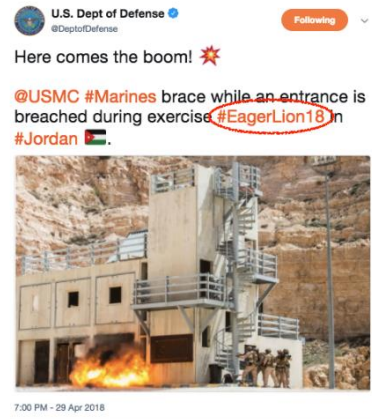 U.S. Dept of Defense
@DeptofDefense
Following
Here comes the boom! 💥
@USMC #Marines brace while an entrance is
breached during exercise #EagerLion18 in
#Jordan 🇯🇴.
7:00 PM - 29 Apr 2018